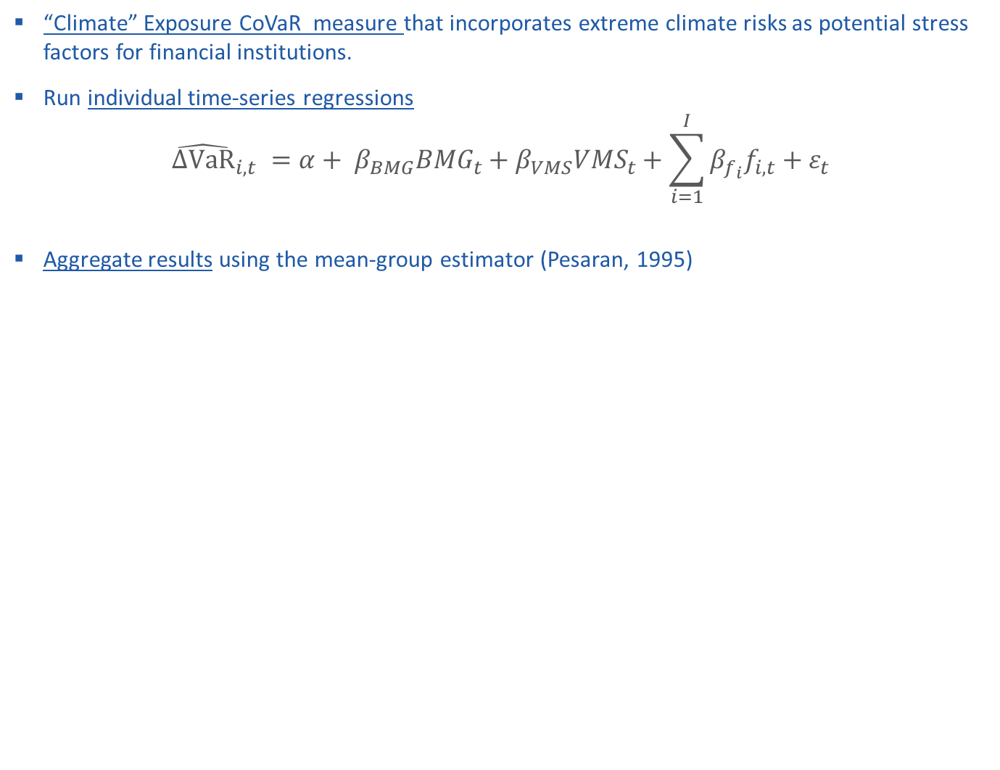 ▪ “Climate” Exposure CoVaR measure that incorporates extreme climate risks as potential stress
factors for financial institutions.
▪ Run individual time-series regressions
$\widehat{\Delta \mathrm{VaR}}_{i,t} = \alpha + \beta_{BMG} BMG_t + \beta_{VMS} VMS_t + \sum_{i=1}^{I} \beta_{f_i} f_{i,t} + \varepsilon_t$
▪ Aggregate results using the mean-group estimator (Pesaran, 1995)